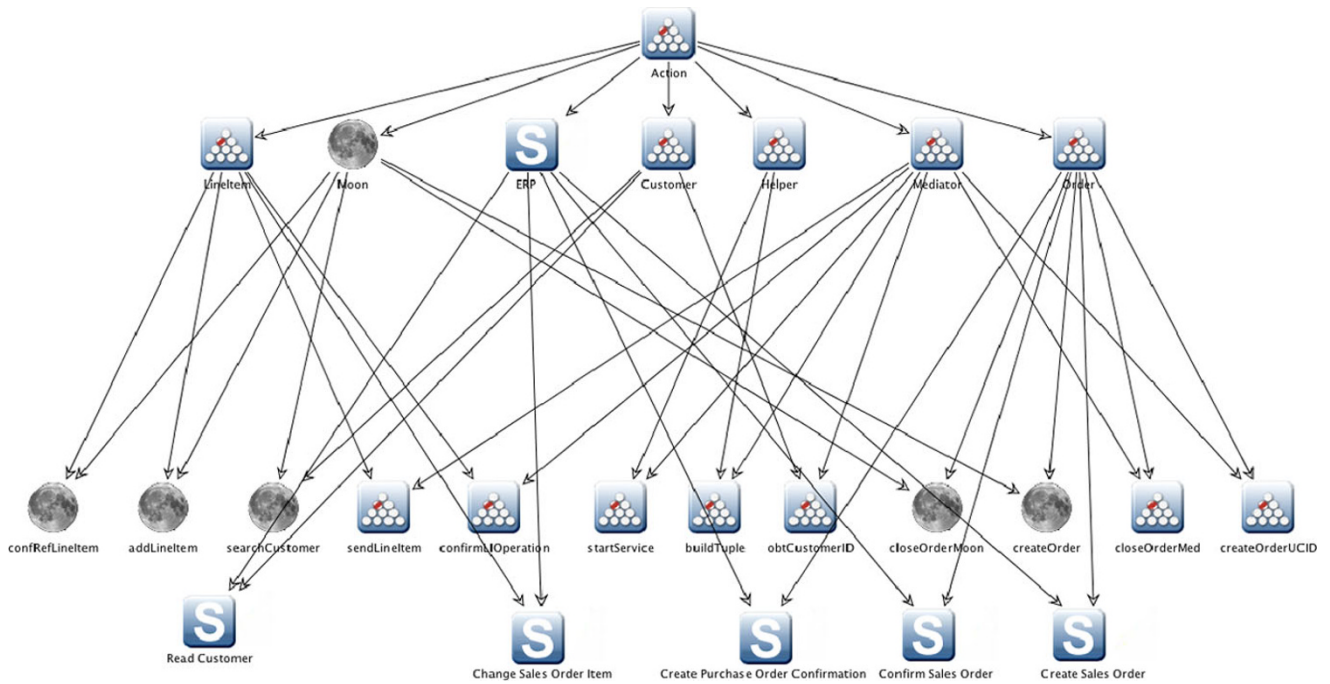 Action
LineItem
Moon
ERP
Customer
Helper
Mediator
Order
confRefLineItem
addLineItem
searchCustomer
sendLineItem
confirmLIOperation
startService
buildTuple
obtCustomerID
closeOrderMoon
createOrder
closeOrderMed
createOrderUCID
S
S
S
S
S
S
Read Customer
Change Sales Order Item
Create Purchase Order Confirmation
Confirm Sales Order
Create Sales Order